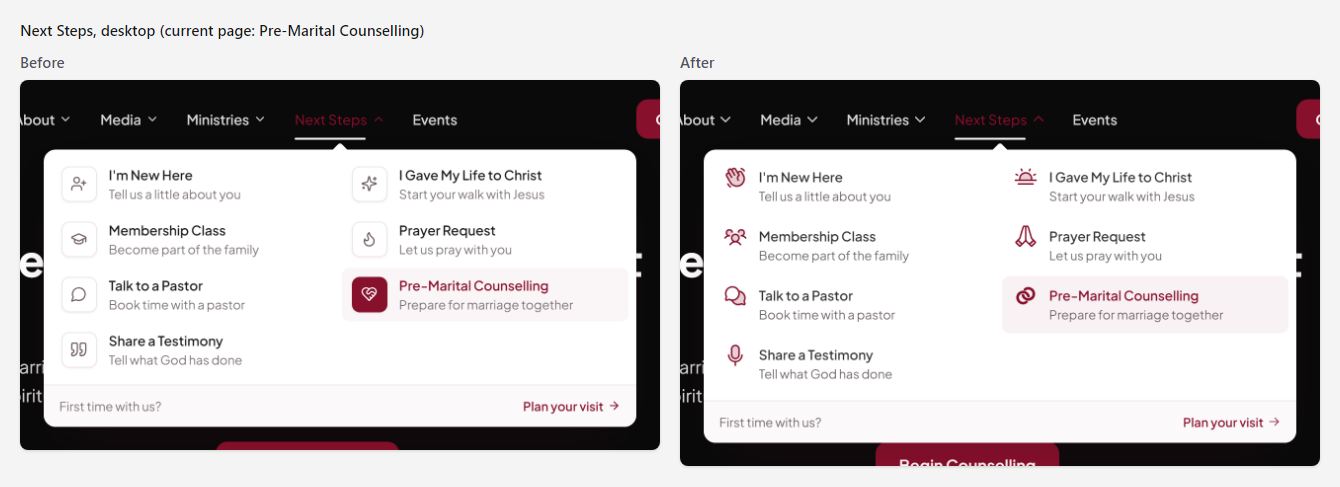 Next Steps, desktop (current page: Pre-Marital Counselling)
Before
About Media Ministries Next Steps Events
I'm New Here
Tell us a little about you
I Gave My Life to Christ
Start your walk with Jesus
Membership Class
Become part of the family
Prayer Request
Let us pray with you
Talk to a Pastor
Book time with a pastor
Pre-Marital Counselling
Prepare for marriage together
Share a Testimony
Tell what God has done
First time with us?
Plan your visit →
After
About Media Ministries Next Steps Events
I'm New Here
Tell us a little about you
I Gave My Life to Christ
Start your walk with Jesus
Membership Class
Become part of the family
Prayer Request
Let us pray with you
Talk to a Pastor
Book time with a pastor
Pre-Marital Counselling
Prepare for marriage together
Share a Testimony
Tell what God has done
First time with us?
Plan your visit →
Begin Counselling